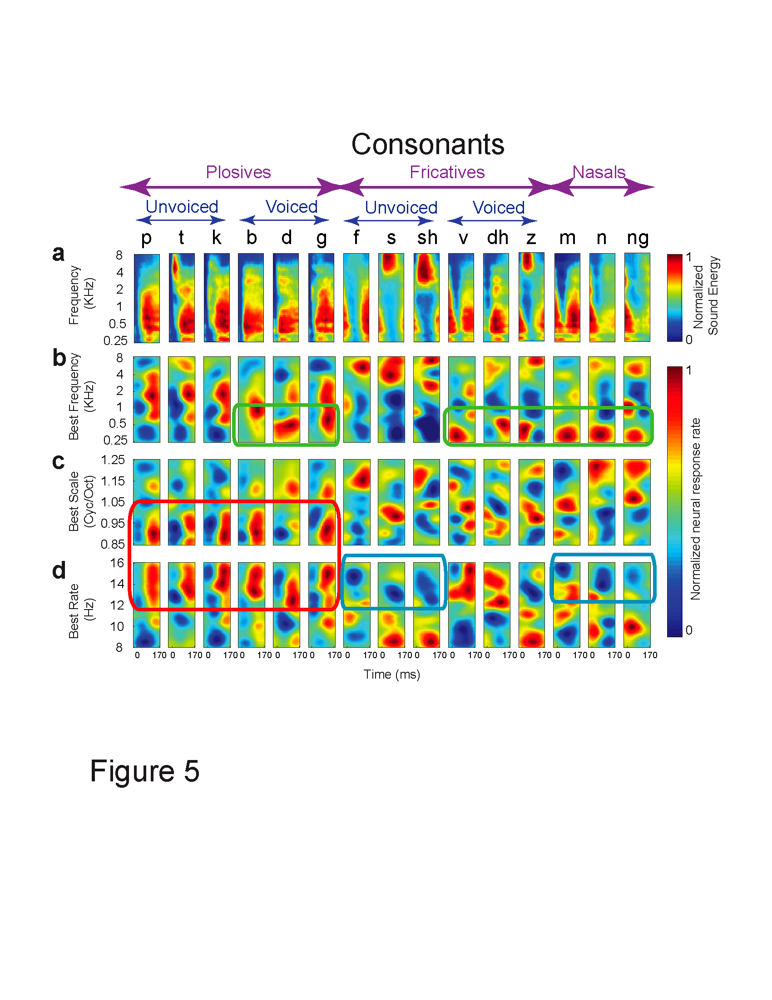 Consonants
Plosives Fricatives Nasals
Unvoiced Voiced Unvoiced Voiced
p t k b d g f s sh v dh z m n ng
a
Frequency
(KHz)
8
4
2
1
0.5
0.25
1
0
Normalized
Sound Energy
b
Best Frequency
(KHz)
8
4
2
1
0.5
0.25
c
Best Scale
(Cyc/Oct)
1.25
1.15
1.05
0.95
0.85
d
Best Rate
(Hz)
16
14
12
10
8
1
0
Normalized neural response rate
0 170 0 170 0 170 0 170 0 170 0 170 0 170 0 170 0 170 0 170 0 170 0 170 0 170 0 170 0 170
Time (ms)
Figure 5